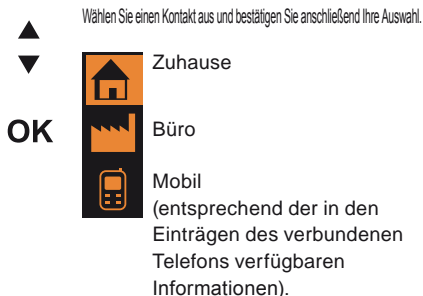 Wählen Sie einen Kontakt aus und bestätigen Sie anschließend Ihre Auswahl.
Zuhause
OK
Büro
Mobil
(entsprechend der in den
Einträgen des verbundenen
Telefons verfügbaren
Informationen).